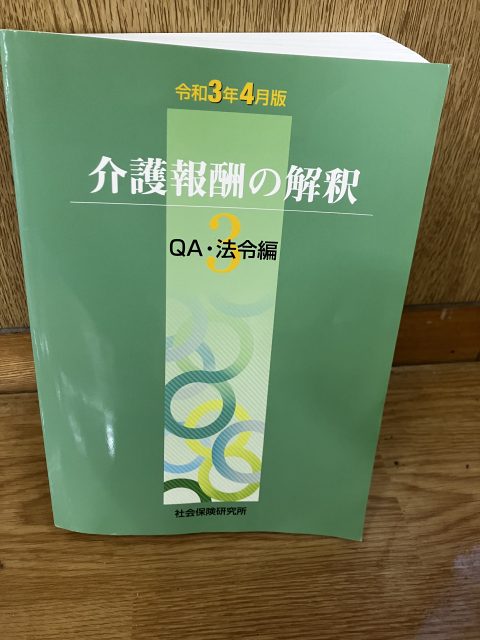 令和3年4月版
介護報酬の解釈
3
QA・法令編
社会保険研究所